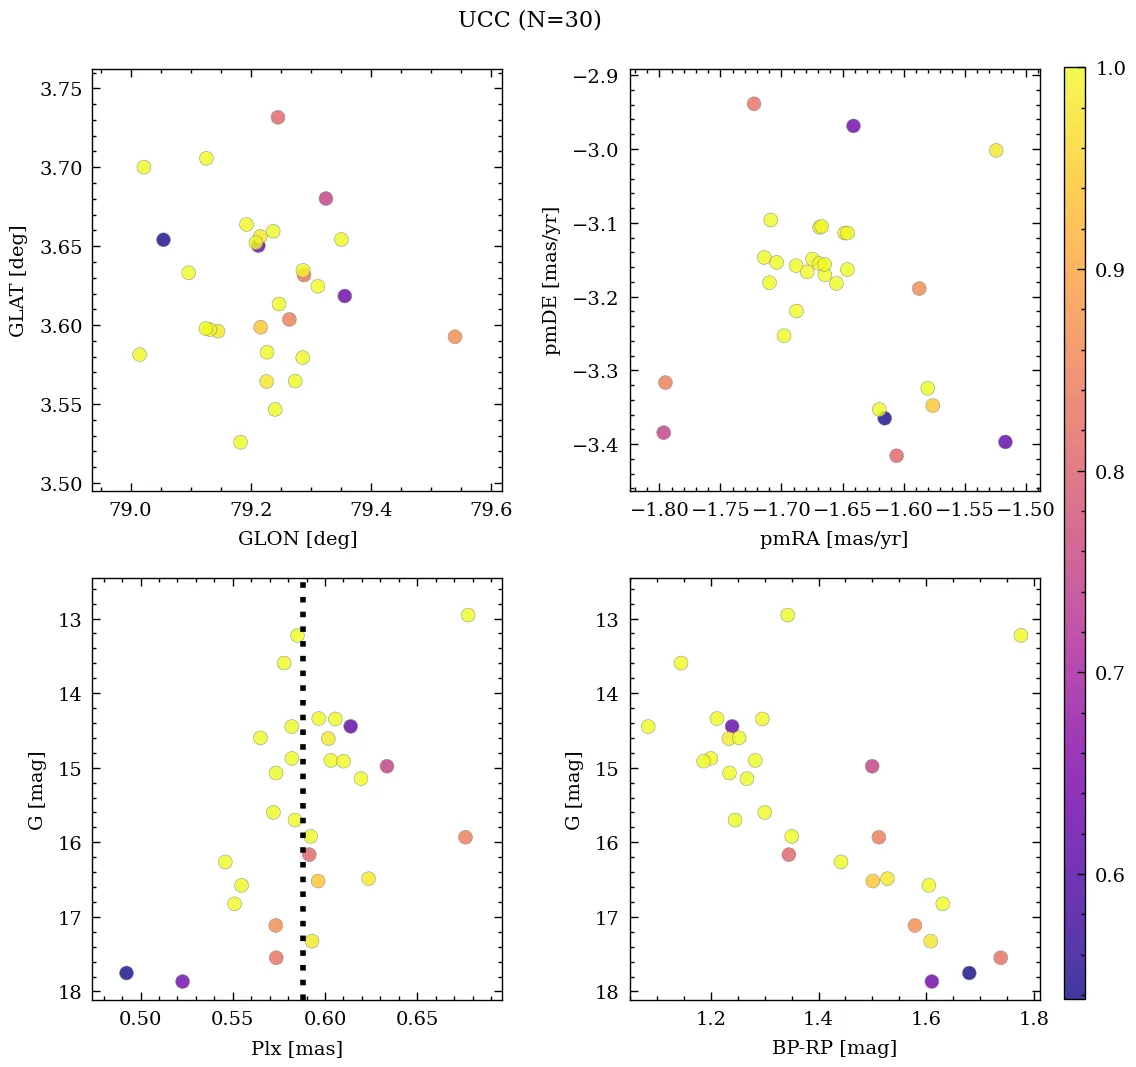 UCC (N=30)
3.75
3.70
3.65
3.60
3.55
3.50
GLAT [deg]
79.0 79.2 79.4 79.6
GLON [deg]
−2.9
−3.0
−3.1
−3.2
−3.3
−3.4
pmDE [mas/yr]
−1.80 −1.75 −1.70 −1.65 −1.60 −1.55 −1.50
pmRA [mas/yr]
13
14
15
16
17
18
G [mag]
0.50 0.55 0.60 0.65
Plx [mas]
13
14
15
16
17
18
G [mag]
1.2 1.4 1.6 1.8
BP-RP [mag]
1.0
0.9
0.8
0.7
0.6